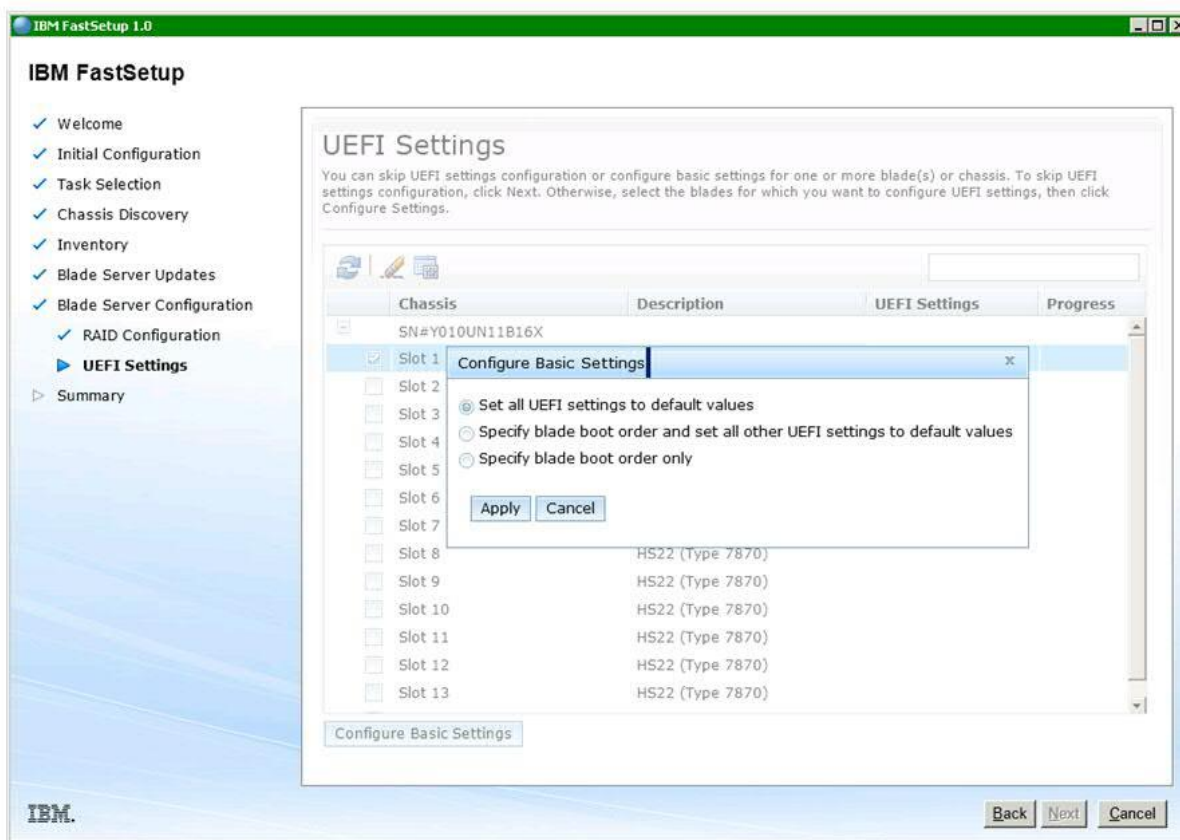 IBM FastSetup 1.0
IBM FastSetup
Welcome
Initial Configuration
Task Selection
Chassis Discovery
Inventory
Blade Server Updates
Blade Server Configuration
RAID Configuration
UEFI Settings
Summary
UEFI Settings
You can skip UEFI settings configuration or configure basic settings for one or more blade(s) or chassis. To skip UEFI
settings configuration, click Next. Otherwise, select the blades for which you want to configure UEFI settings, then click
Configure Settings.
Chassis Description UEFI Settings Progress
SN#Y010UN11B16X
Slot 1
Slot 2
Slot 3
Slot 4
Slot 5
Slot 6
Slot 7
Slot 8 HS22 (Type 7870)
Slot 9 HS22 (Type 7870)
Slot 10 HS22 (Type 7870)
Slot 11 HS22 (Type 7870)
Slot 12 HS22 (Type 7870)
Slot 13 HS22 (Type 7870)
Configure Basic Settings
Configure Basic Settings x
Set all UEFI settings to default values
Specify blade boot order and set all other UEFI settings to default values
Specify blade boot order only
Apply Cancel
IBM.
Back Next Cancel